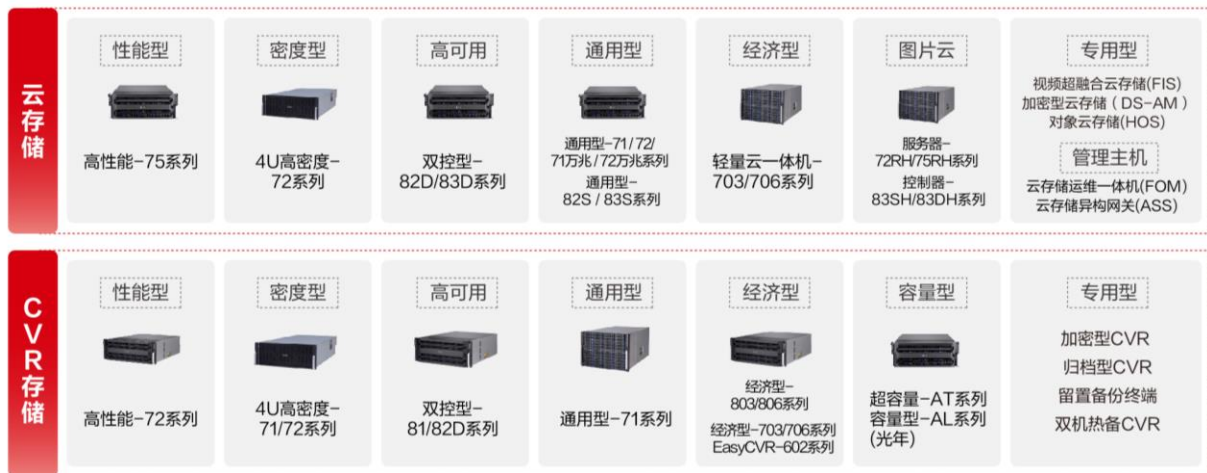 云存储
性能型
高性能-75系列
密度型
4U高密度-
72系列
高可用
双控型-
82D/83D系列
通用型
通用型-71/72/
71万兆/72万兆系列
通用型-
82S/83S系列
经济型
轻量云一体机-
703/706系列
图片云
服务器-
72RH/75RH系列
控制器-
83SH/83DH系列
专用型
视频超融合云存储(FIS)
加密型云存储（DS-AM）
对象云存储(HOS)
管理主机
云存储运维一体机(FOM)
云存储异构网关(ASS)
CVR存储
性能型
高性能-72系列
密度型
4U高密度-
71/72系列
高可用
双控型-
81/82D系列
通用型
通用型-71系列
经济型
经济型-
803/806系列
经济型-703/706系列
EasyCVR-602系列
容量型
超容量-AT系列
容量型-AL系列
(光年)
专用型
加密型CVR
归档型CVR
留置备份终端
双机热备CVR